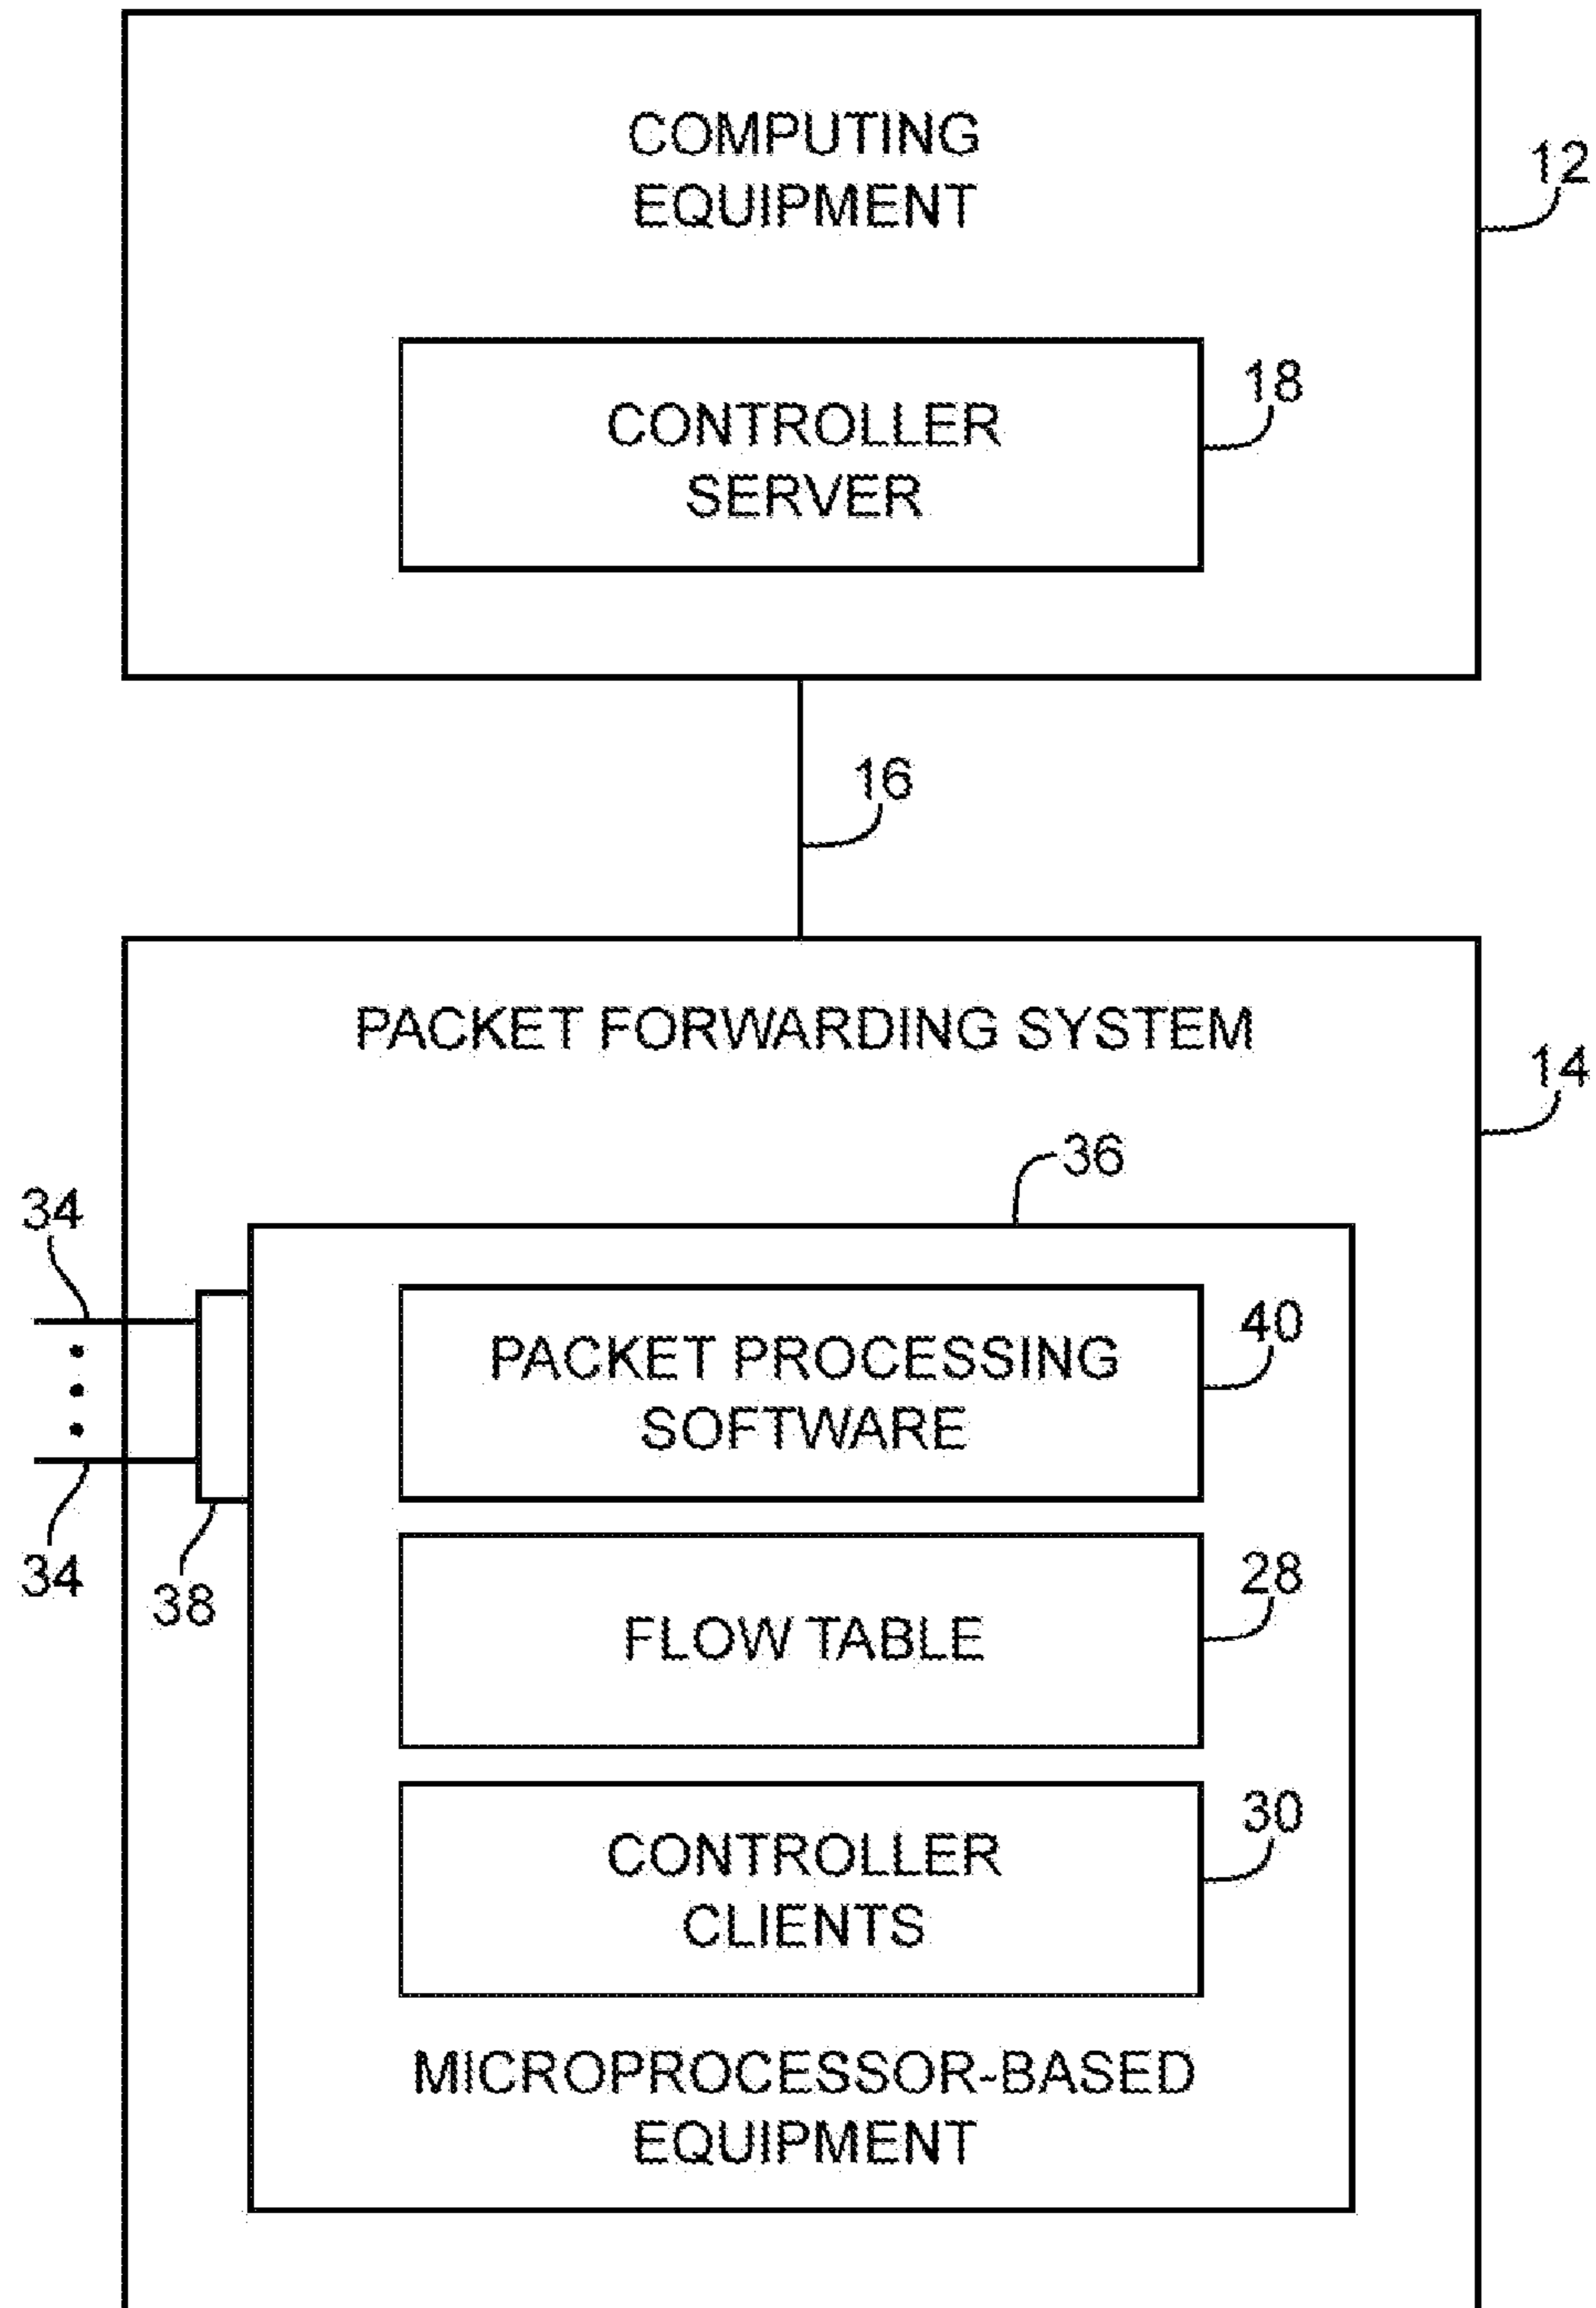 COMPUTING
EQUIPMENT
12
CONTROLLER
SERVER
18
16
PACKET FORWARDING SYSTEM
14
36
34
PACKET PROCESSING
SOFTWARE
40
34
38
FLOW TABLE
28
CONTROLLER
CLIENTS
30
MICROPROCESSOR-BASED
EQUIPMENT